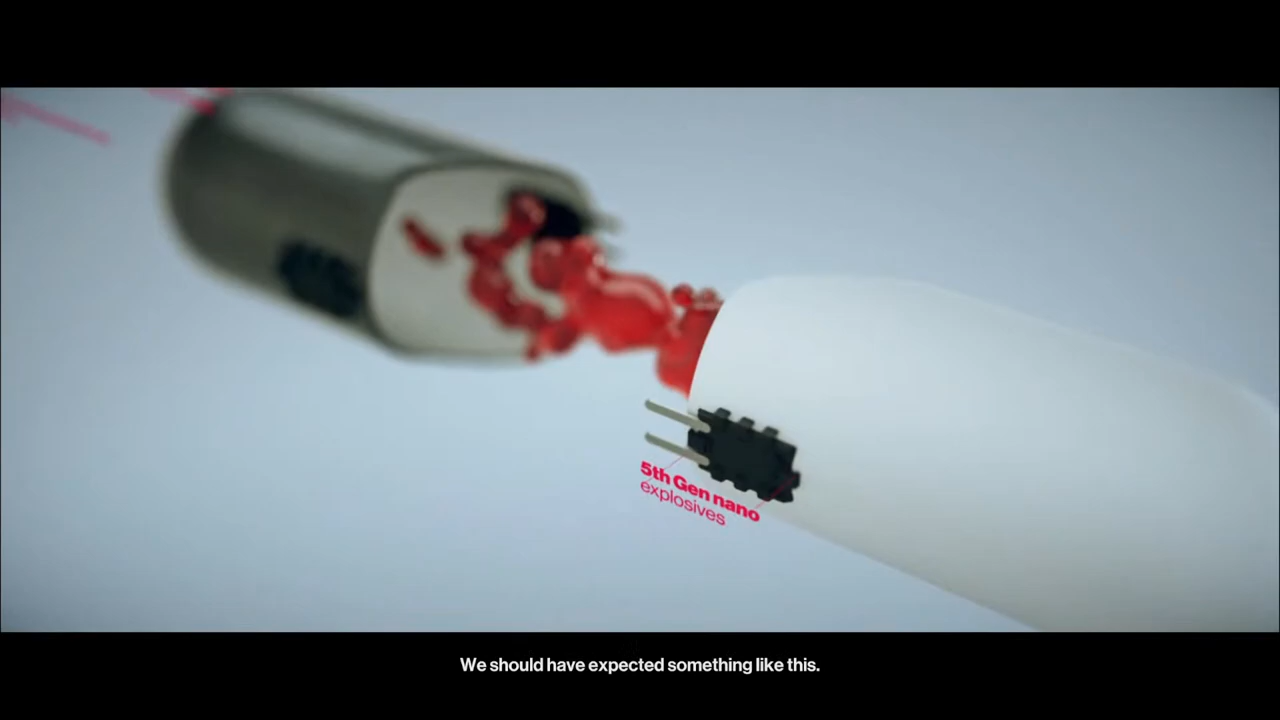 5th Gen nano
explosives
We should have expected something like this.